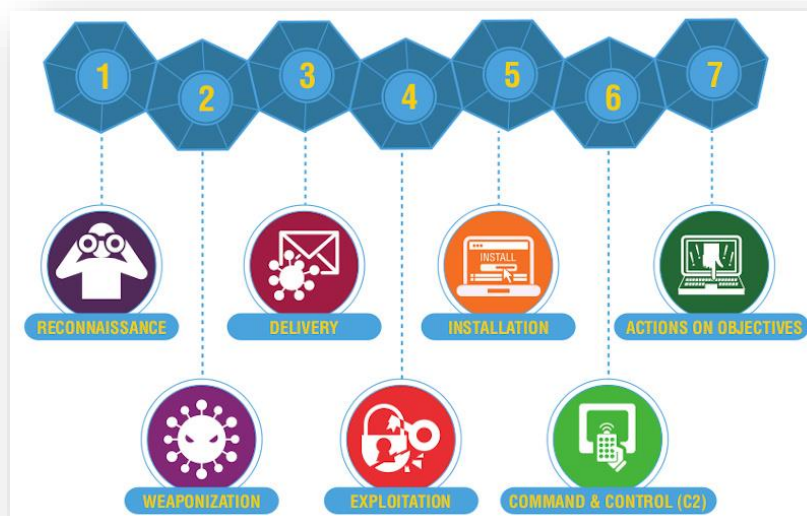 1
2
3
4
5
6
7
INSTALL
RECONNAISSANCE
DELIVERY
INSTALLATION
ACTIONS ON OBJECTIVES
WEAPONIZATION
EXPLOITATION
COMMAND & CONTROL (C2)